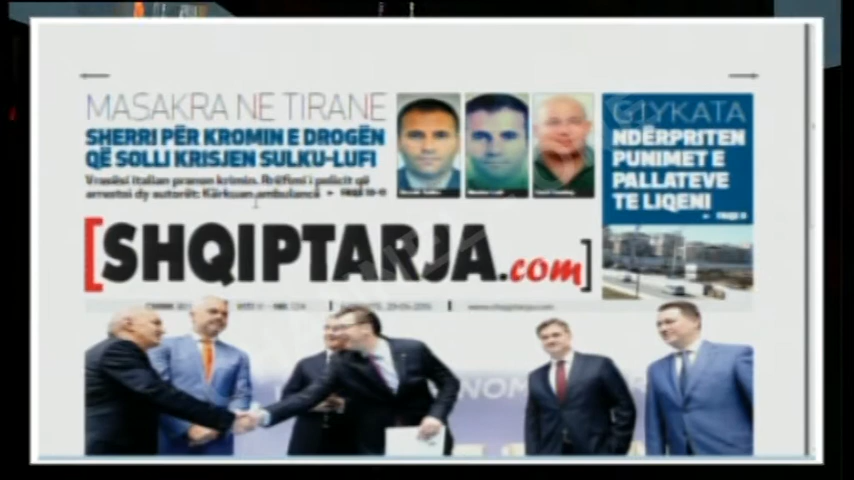 MASAKRA NE TIRANE
SHERRI PËR KROMIN E DROGËN
QË SOLLI KRISJEN SULKU-LUFI
Vrasësi italian pranon krimin. Rrëfimi i policit që
arrestoi dy autorët: Kërkuan ambulanca
GJYKATA
NDËRPRITEN
PUNIMET E
PALLATEVE
TE LIQENI
[SHQIPTARJA.com]